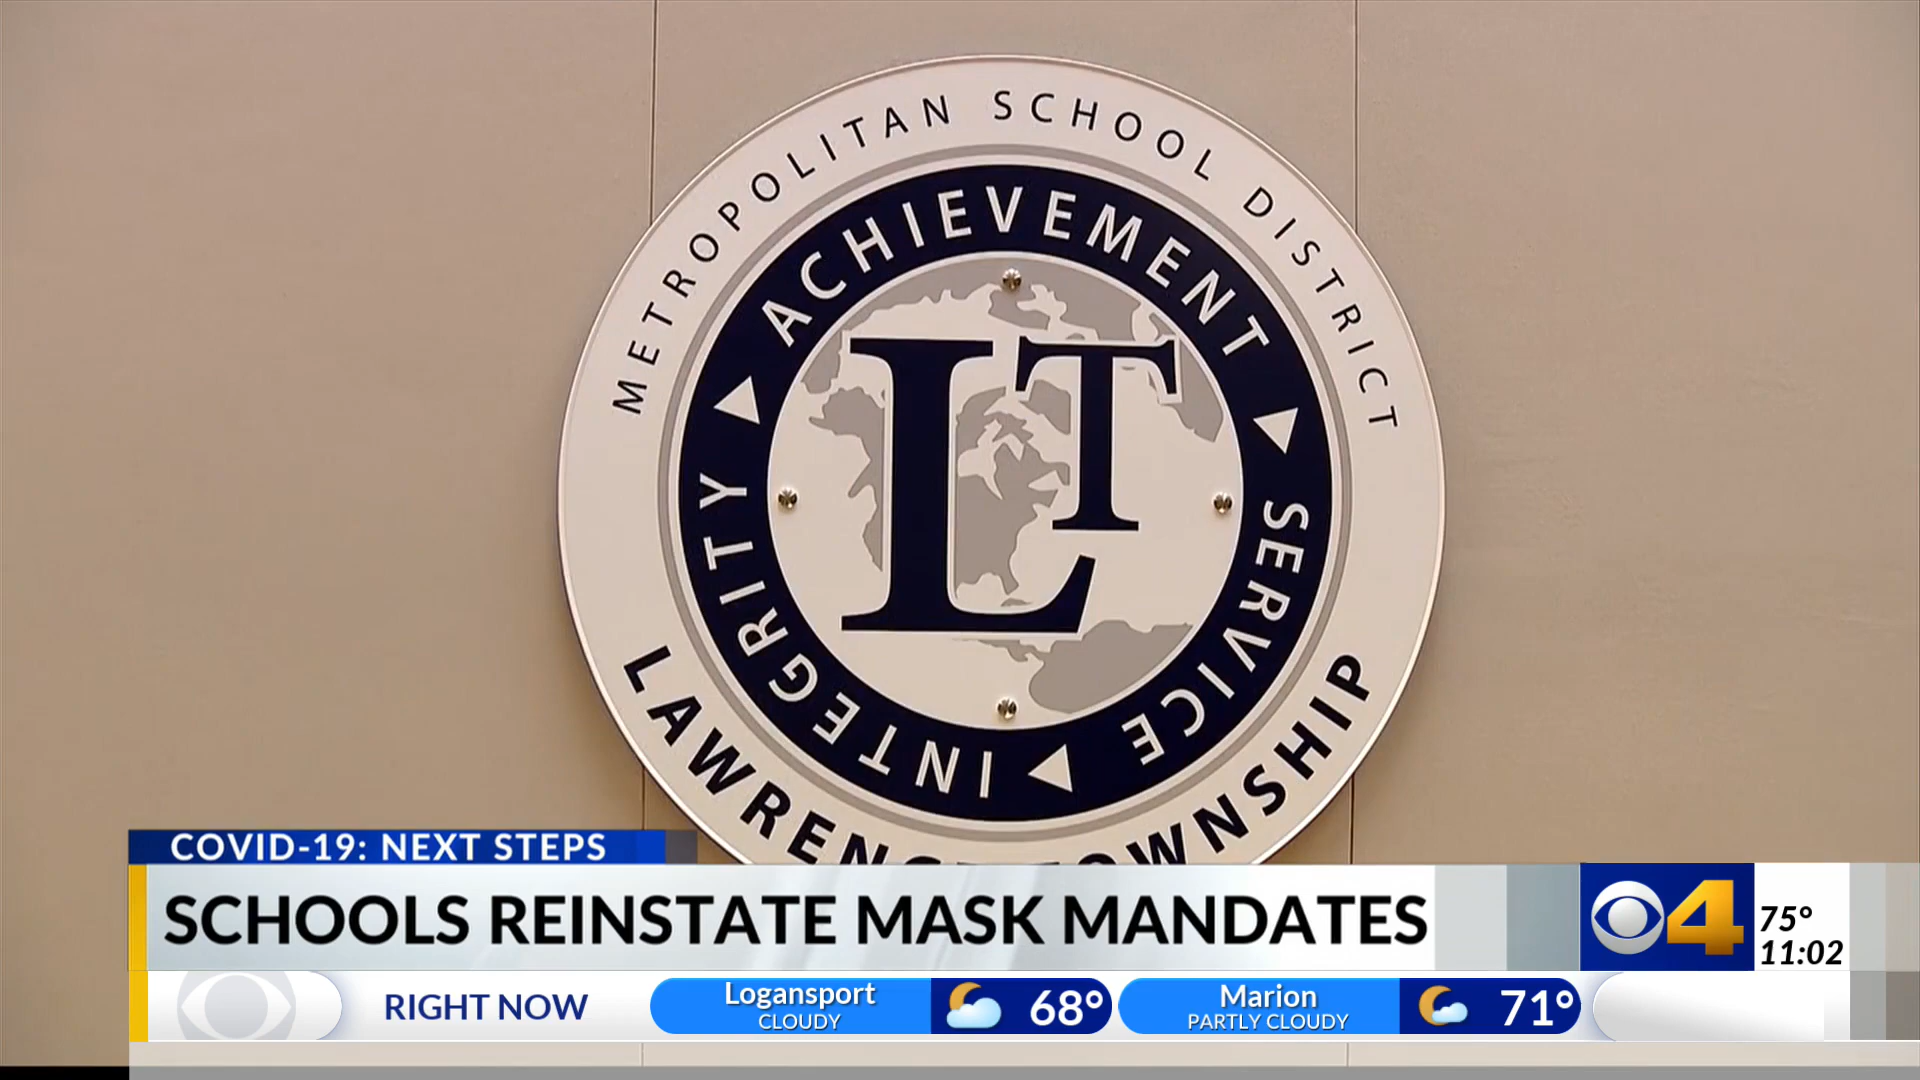 METROPOLITAN SCHOOL DISTRICT
ACHIEVEMENT
SERVICE
INTEGRITY
LT
LAWRENCE TOWNSHIP
COVID-19: NEXT STEPS
SCHOOLS REINSTATE MASK MANDATES
4
75°
11:02
RIGHT NOW
Logansport
CLOUDY
68°
Marion
PARTLY CLOUDY
71°